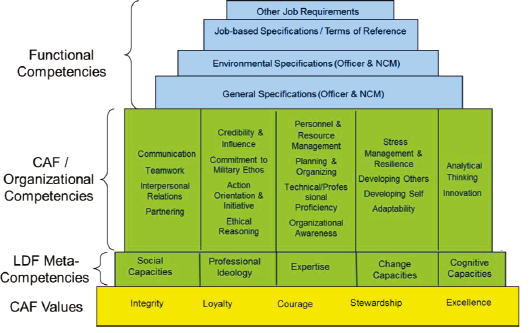 Other Job Requirements
Job-based Specifications / Terms of Reference
Environmental Specifications (Officer & NCM)
General Specifications (Officer & NCM)
Functional
Competencies
CAF /
Organizational
Competencies
Communication
Teamwork
Interpersonal
Relations
Partnering
Credibility &
Influence
Commitment to
Military Ethos
Action
Orientation &
Initiative
Ethical
Reasoning
Personnel &
Resource
Management
Planning &
Organizing
Technical/Profes
sional
Proficiency
Organizational
Awareness
Stress
Management &
Resilience
Developing Others
Developing Self
Adaptability
Analytical
Thinking
Innovation
LDF Meta-
Competencies
Social
Capacities
Professional
Ideology
Expertise
Change
Capacities
Cognitive
Capacities
CAF Values
Integrity
Loyalty
Courage
Stewardship
Excellence